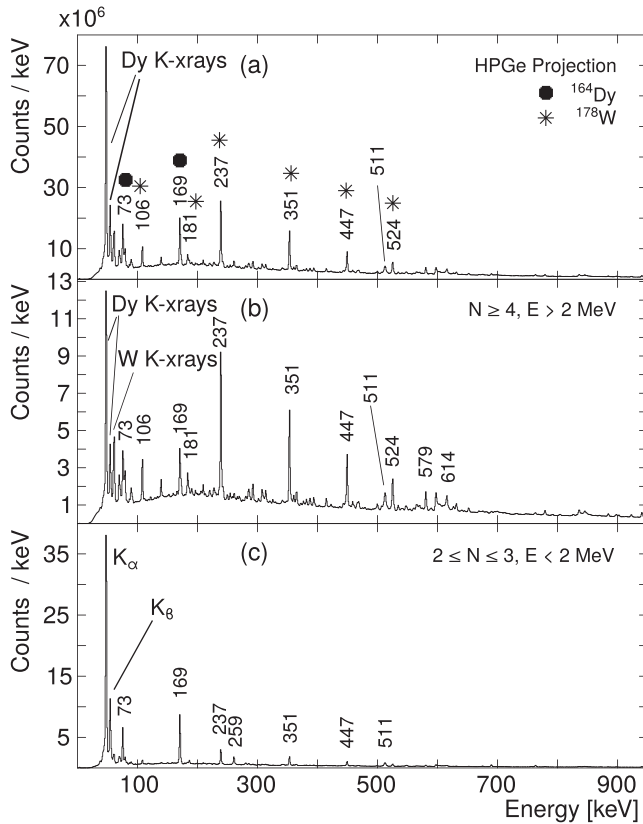 x10⁶
Counts / keV
70
50
30
10
Dy K-xrays
(a)
HPGe Projection
¹⁶⁴Dy
¹⁷⁸W
73
106
169
181
237
351
447
511
524
Counts / keV
13
11
9
7
5
3
1
Dy K-xrays
W K-xrays
(b)
N ≥ 4, E > 2 MeV
73
106
169
181
237
351
447
511
524
579
614
Counts / keV
35
25
15
5
Kα
Kβ
(c)
2 ≤ N ≤ 3, E < 2 MeV
73
169
237
259
351
447
511
100 300 500 700 900
Energy [keV]